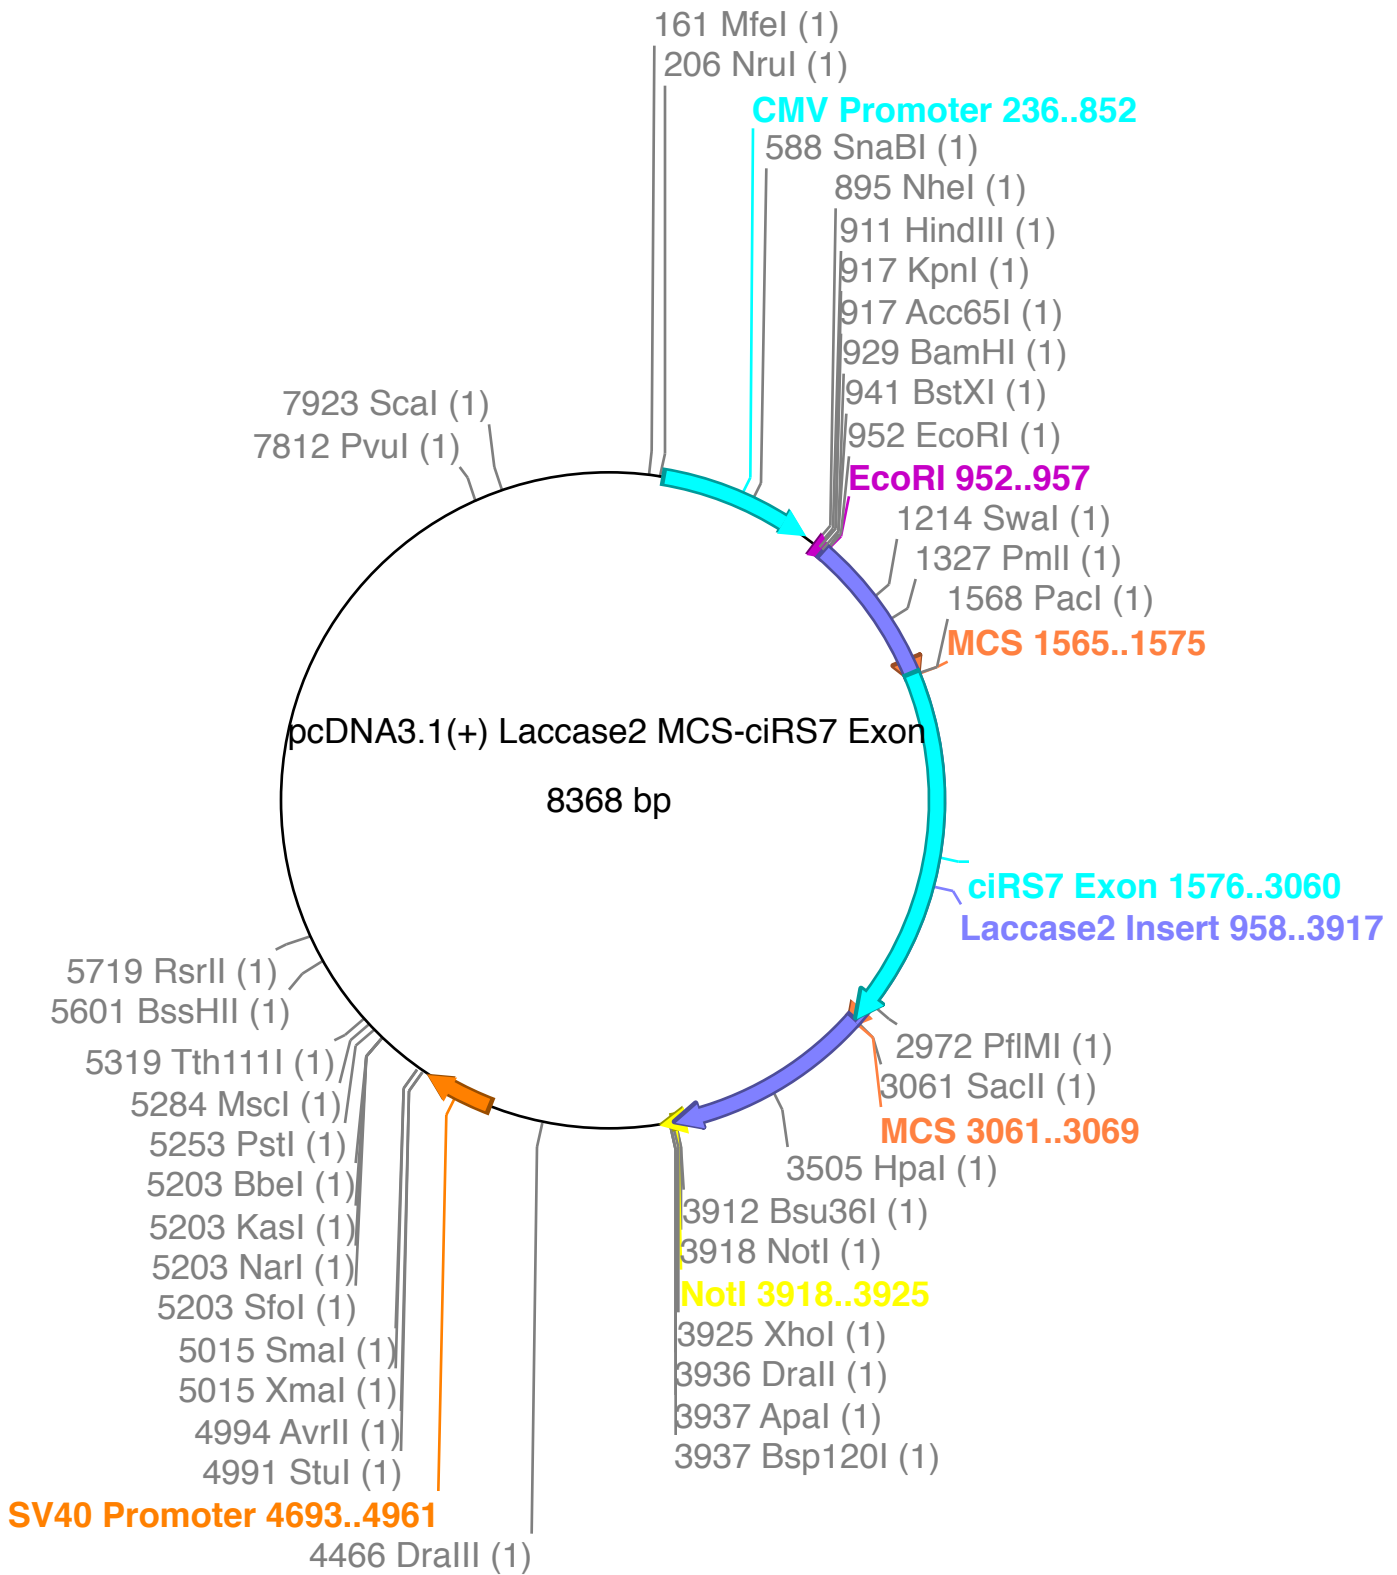 161 MfeI (1)
206 NruI (1)
CMV Promoter 236..852
588 SnaBI (1)
895 NheI (1)
911 HindIII (1)
917 KpnI (1)
917 Acc65I (1)
929 BamHI (1)
941 BstXI (1)
952 EcoRI (1)
EcoRI 952..957
1214 SwaI (1)
1327 PmlI (1)
1568 PacI (1)
MCS 1565..1575
7923 ScaI (1)
7812 PvuI (1)
pcDNA3.1(+) Laccase2 MCS-ciRS7 Exon
8368 bp
ciRS7 Exon 1576..3060
Laccase2 Insert 958..3917
2972 PflMI (1)
3061 SacII (1)
MCS 3061..3069
3505 HpaI (1)
3912 Bsu36I (1)
3918 NotI (1)
NotI 3918..3925
3925 XhoI (1)
3936 DraII (1)
3937 ApaI (1)
3937 Bsp120I (1)
5719 RsrII (1)
5601 BssHII (1)
5319 Tth111I (1)
5284 MscI (1)
5253 PstI (1)
5203 BbeI (1)
5203 KasI (1)
5203 NarI (1)
5203 SfoI (1)
5015 SmaI (1)
5015 XmaI (1)
4994 AvrII (1)
4991 StuI (1)
SV40 Promoter 4693..4961
4466 DraIII (1)